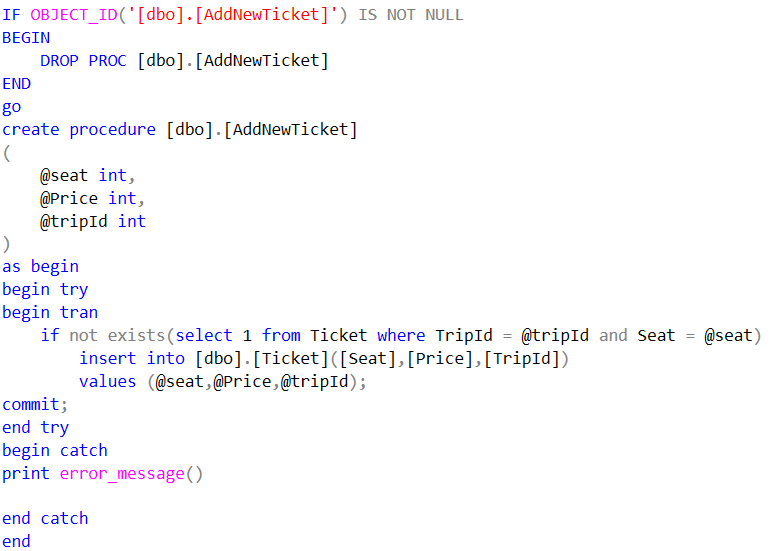 IF OBJECT_ID('[dbo].[AddNewTicket]') IS NOT NULL
BEGIN
    DROP PROC [dbo].[AddNewTicket]
END
go
create procedure [dbo].[AddNewTicket]
(
    @seat int,
    @Price int,
    @tripId int
)
as begin
begin try
begin tran
    if not exists(select 1 from Ticket where TripId = @tripId and Seat = @seat)
        insert into [dbo].[Ticket]([Seat],[Price],[TripId])
        values (@seat,@Price,@tripId);
commit;
end try
begin catch
print error_message()

end catch
end